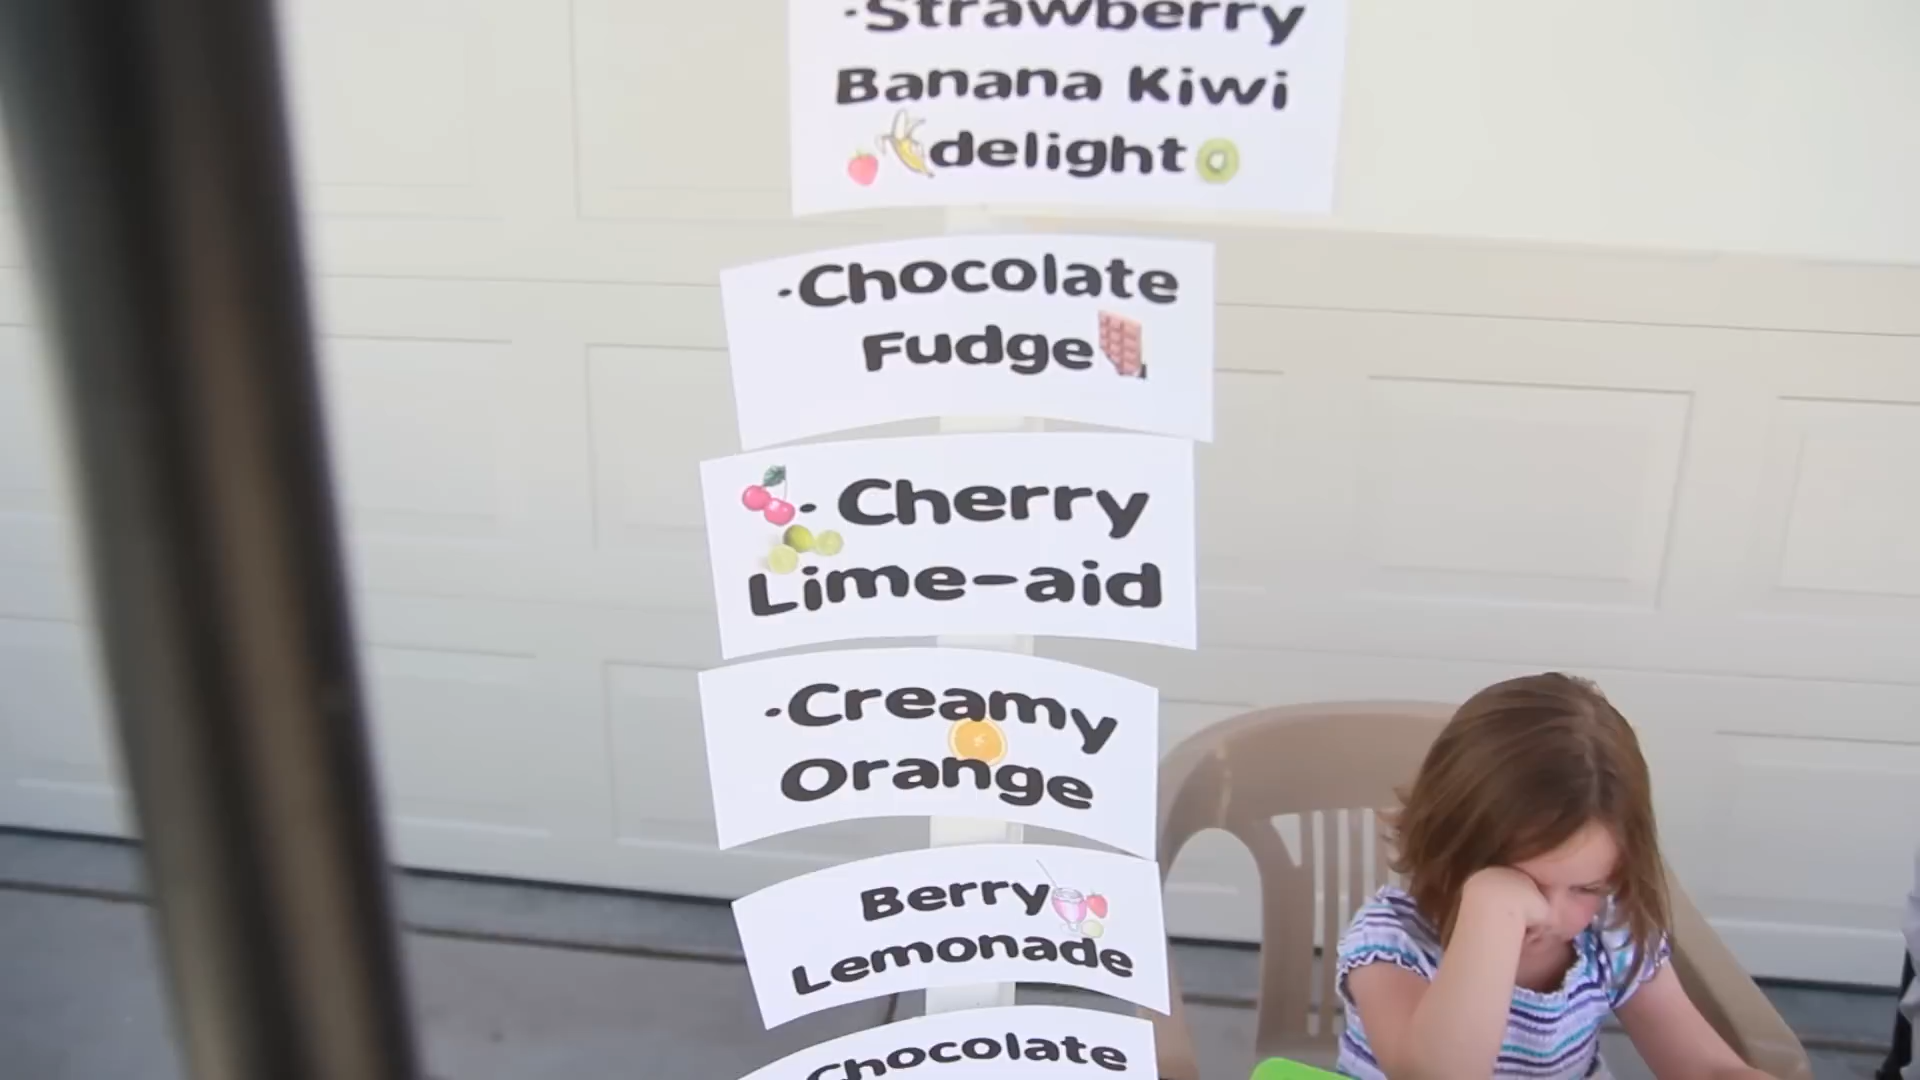 ·Strawberry
Banana Kiwi
delight
·Chocolate
Fudge
· Cherry
Lime-aid
·Creamy
Orange
Berry
Lemonade
Chocolate